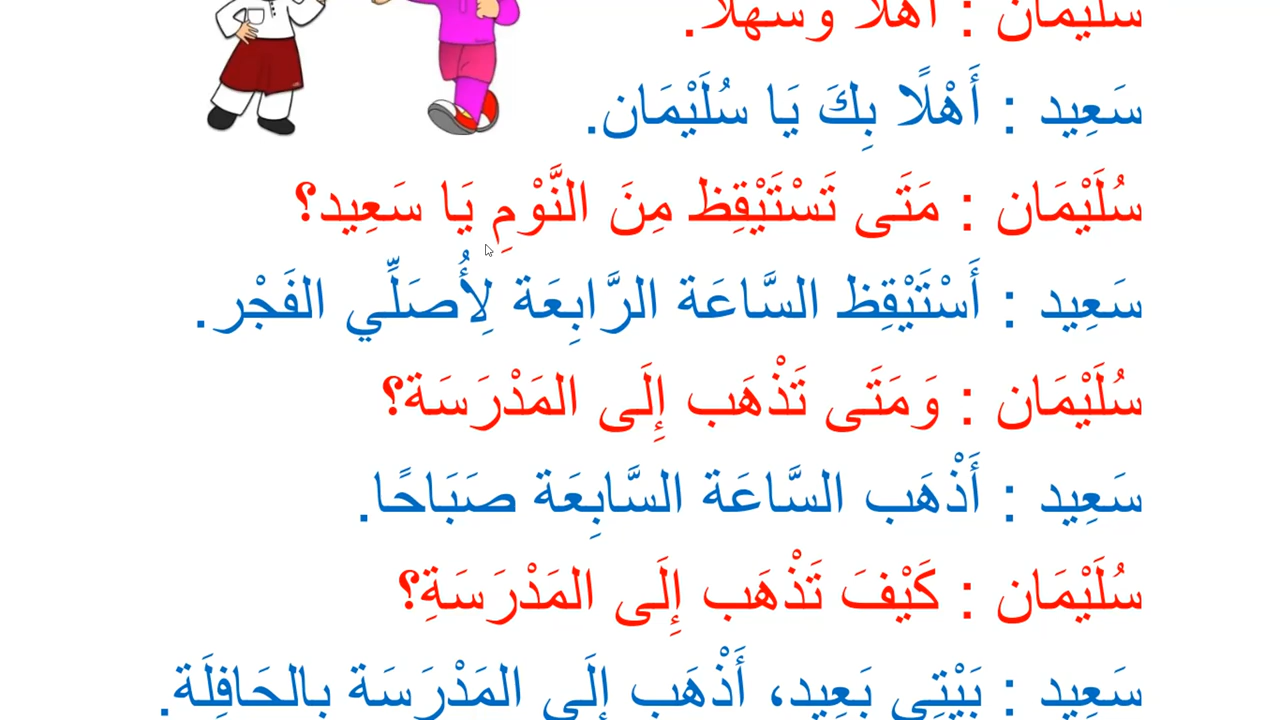 سُلَيْمَان : أَهْلًا وَسَهْلًا.
سَعِيد : أَهْلًا بِكَ يَا سُلَيْمَان.
سُلَيْمَان : مَتَى تَسْتَيْقِظ مِنَ النَّوْمِ يَا سَعِيد؟
سَعِيد : أَسْتَيْقِظ السَّاعَة الرَّابِعَة لِأُصَلِّي الفَجْر.
سُلَيْمَان : وَمَتَى تَذْهَب إِلَى المَدْرَسَة؟
سَعِيد : أَذْهَب السَّاعَة السَّابِعَة صَبَاحًا.
سُلَيْمَان : كَيْفَ تَذْهَب إِلَى المَدْرَسَةِ؟
سَعِيد : بَيْتِي بَعِيد، أَذْهَب إِلَى المَدْرَسَة بِالحَافِلَة.